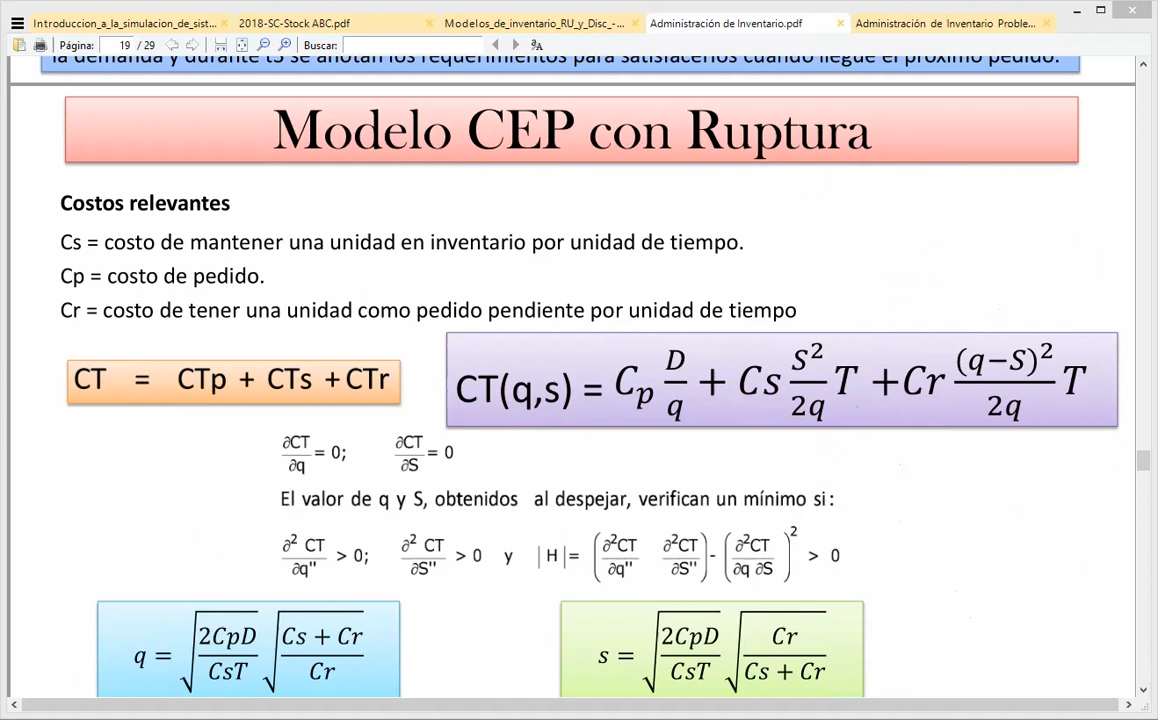 Introduccion_a_la_simulacion_de_sist... × 2018-SC-Stock ABC.pdf × Modelos_de_inventario_RU_y_Disc_-... × Administración de Inventario.pdf × Administración de Inventario Proble... ×
Página: 19 / 29 Buscar:
la demanda y durante t3 se anotan los requerimientos para satisfacerlos cuando llegue el próximo pedido.
Modelo CEP con Ruptura
Costos relevantes
Cs = costo de mantener una unidad en inventario por unidad de tiempo.
Cp = costo de pedido.
Cr = costo de tener una unidad como pedido pendiente por unidad de tiempo
CT = CTp + CTs +CTr
CT(q,s) = C_p D/q + Cs S²/2q T +Cr (q−S)²/2q T
∂CT/∂q = 0; ∂CT/∂S = 0
El valor de q y S, obtenidos al despejar, verifican un mínimo si:
∂² CT/∂q" > 0; ∂² CT/∂S" > 0 y |H|= (∂²CT/∂q" ∂²CT/∂S") - (∂²CT/∂q ∂S)² > 0
q = √(2CpD/CsT) √((Cs + Cr)/Cr)
s = √(2CpD/CsT) √(Cr/(Cs + Cr))